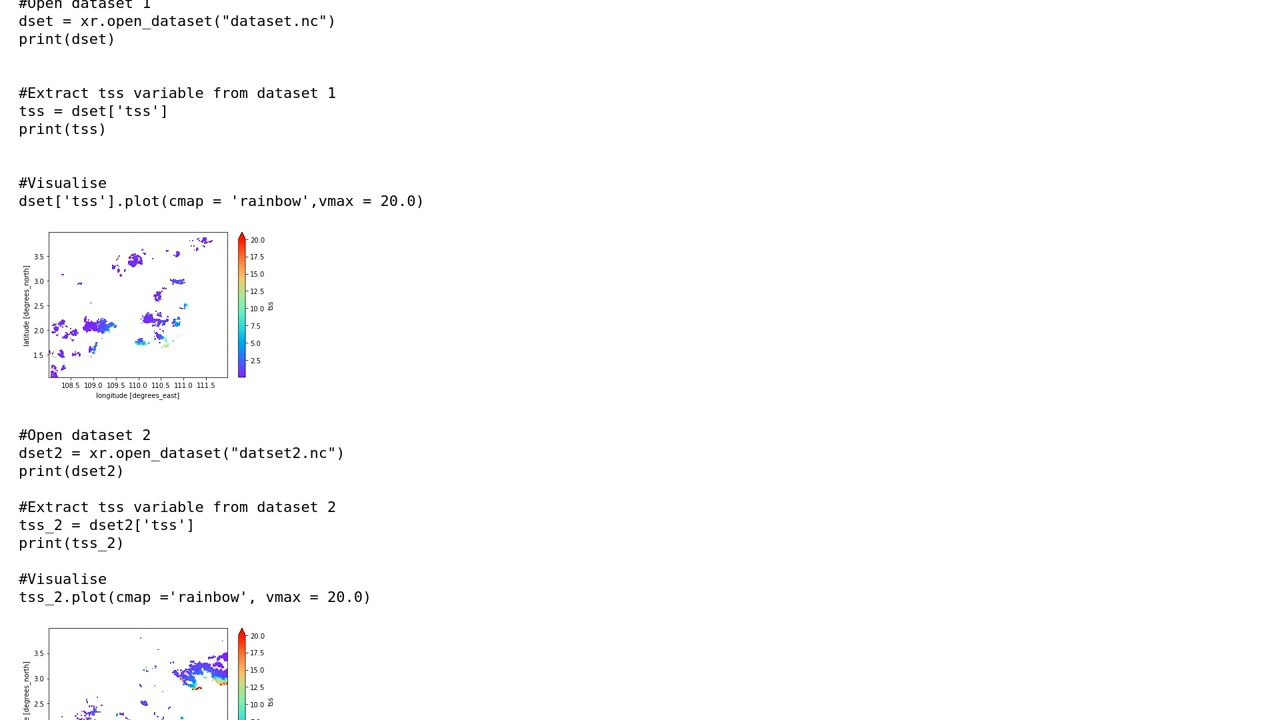 #Open dataset 1
dset = xr.open_dataset("dataset.nc")
print(dset)
#Extract tss variable from dataset 1
tss = dset['tss']
print(tss)
#Visualise
dset['tss'].plot(cmap = 'rainbow',vmax = 20.0)
3.5
3.0
2.5
2.0
1.5
latitude [degrees_north]
108.5 109.0 109.5 110.0 110.5 111.0 111.5
longitude [degrees_east]
20.0
17.5
15.0
12.5
10.0
7.5
5.0
2.5
tss
#Open dataset 2
dset2 = xr.open_dataset("datset2.nc")
print(dset2)
#Extract tss variable from dataset 2
tss_2 = dset2['tss']
print(tss_2)
#Visualise
tss_2.plot(cmap ='rainbow', vmax = 20.0)
3.5
3.0
2.5
[degrees_north]
20.0
17.5
15.0
12.5
10.0
tss